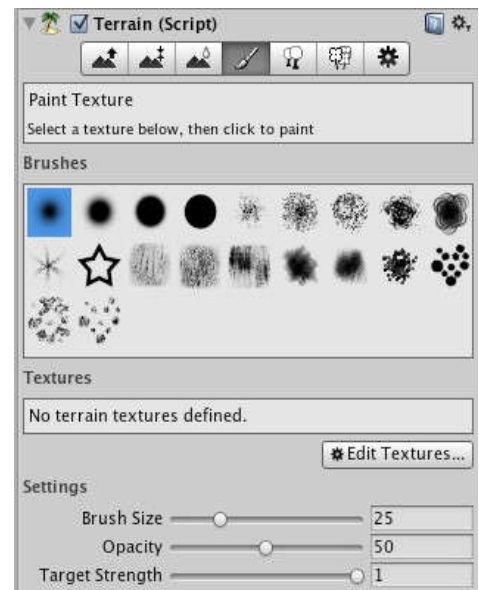 Terrain (Script)
Paint Texture
Select a texture below, then click to paint
Brushes
Textures
No terrain textures defined.
Edit Textures...
Settings
Brush Size 25
Opacity 50
Target Strength 1